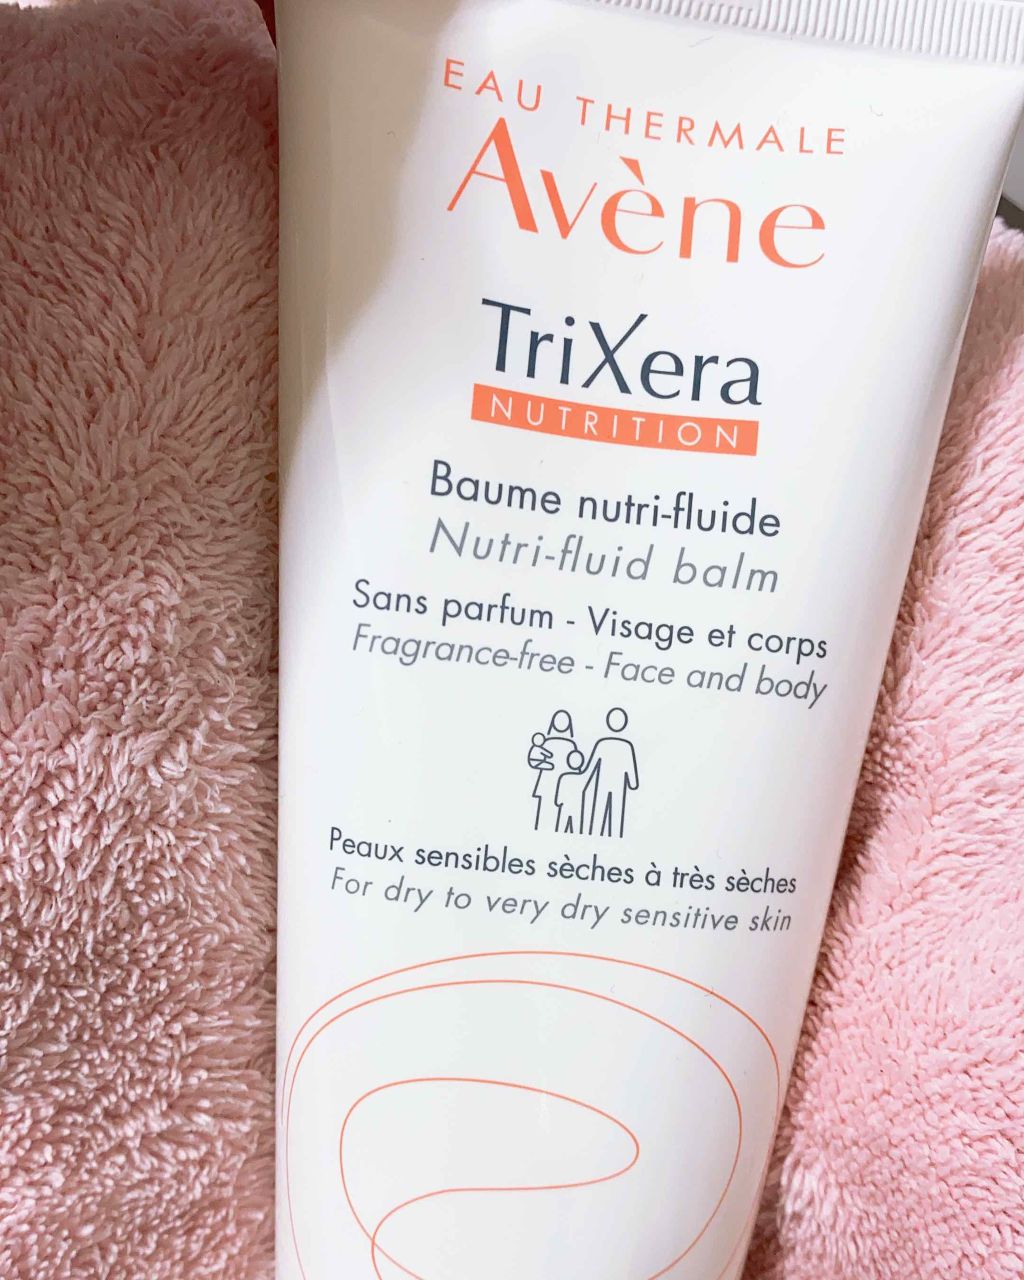 EAU THERMALE
Avène
TriXera
NUTRITION
Baume nutri-fluide
Nutri-fluid balm
Sans parfum - Visage et corps
Fragrance-free - Face and body
Peaux sensibles sèches à très sèches
For dry to very dry sensitive skin